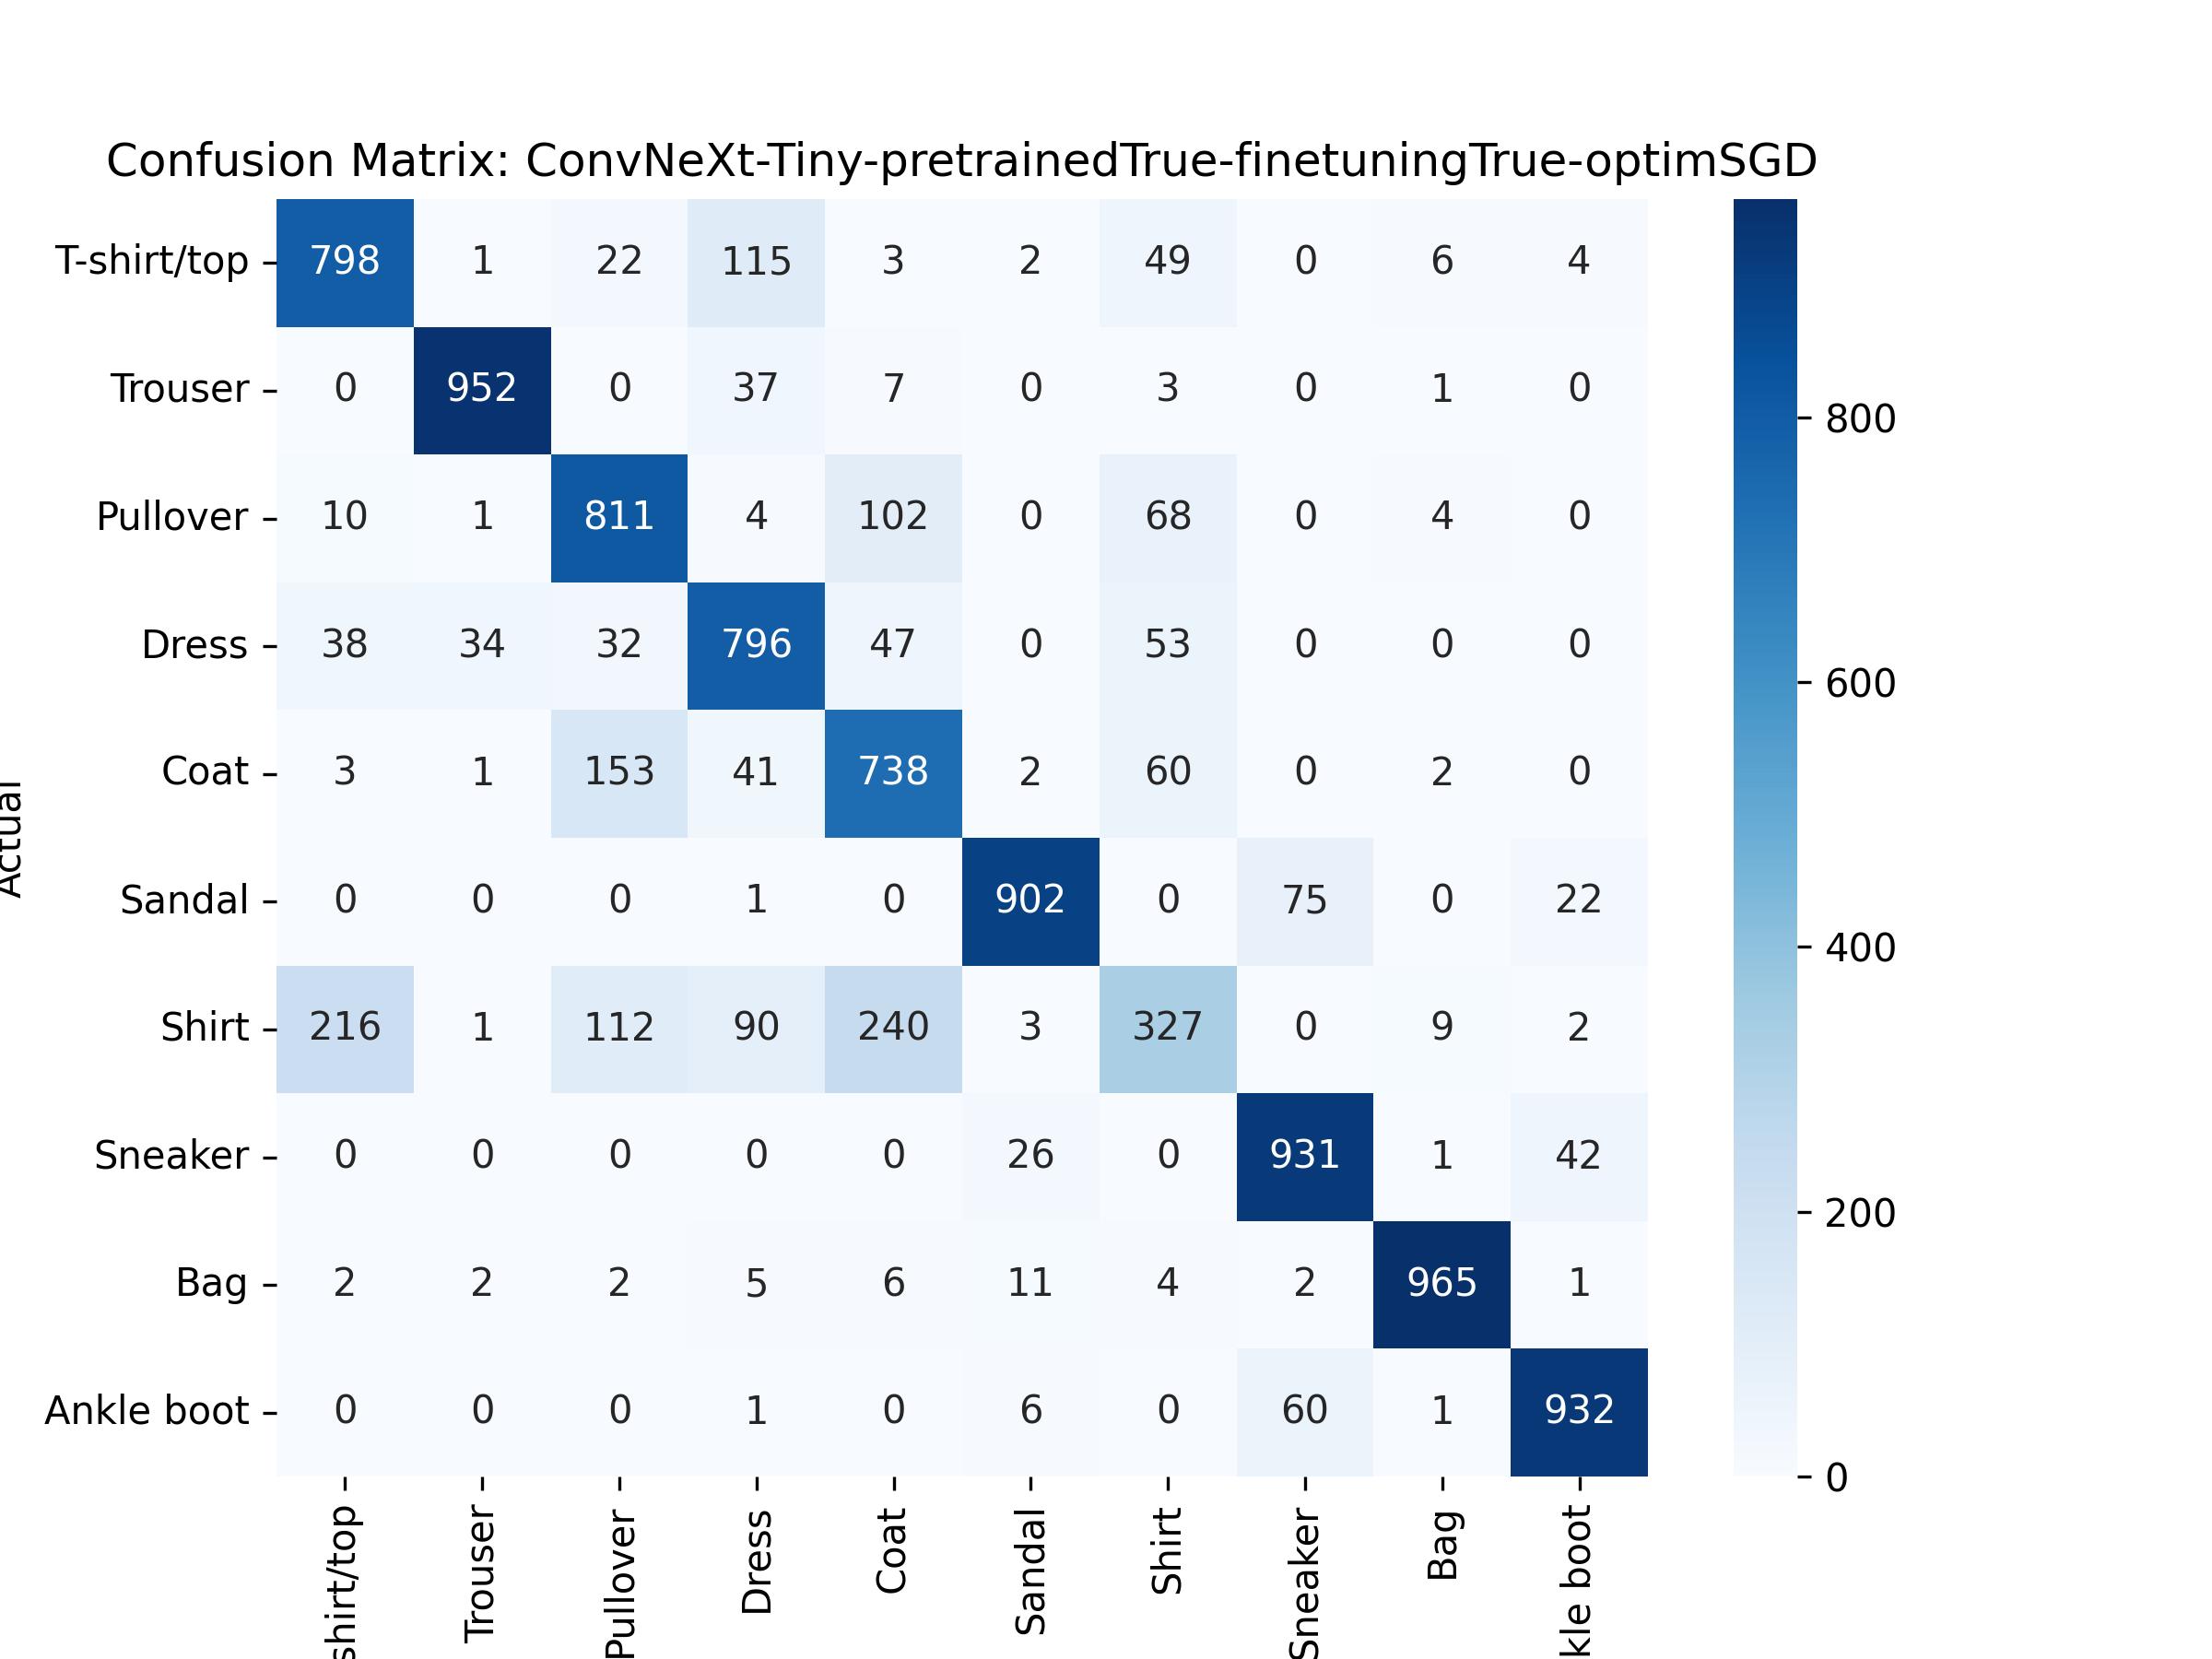 Confusion Matrix: ConvNeXt-Tiny-pretrainedTrue-finetuningTrue-optimSGD
T-shirt/top 798 1 22 115 3 2 49 0 6 4
Trouser 0 952 0 37 7 0 3 0 1 0
800
Pullover 10 1 811 4 102 0 68 0 4 0
Dress 38 34 32 796 47 0 53 0 0 0
600
Coat 3 1 153 41 738 2 60 0 2 0
Actual
Sandal 0 0 0 1 0 902 0 75 0 22
400
Shirt 216 1 112 90 240 3 327 0 9 2
Sneaker 0 0 0 0 0 26 0 931 1 42
200
Bag 2 2 2 5 6 11 4 2 965 1
Ankle boot 0 0 0 1 0 6 0 60 1 932
0
shirt/top Trouser Pullover Dress Coat Sandal Shirt Sneaker Bag kle boot